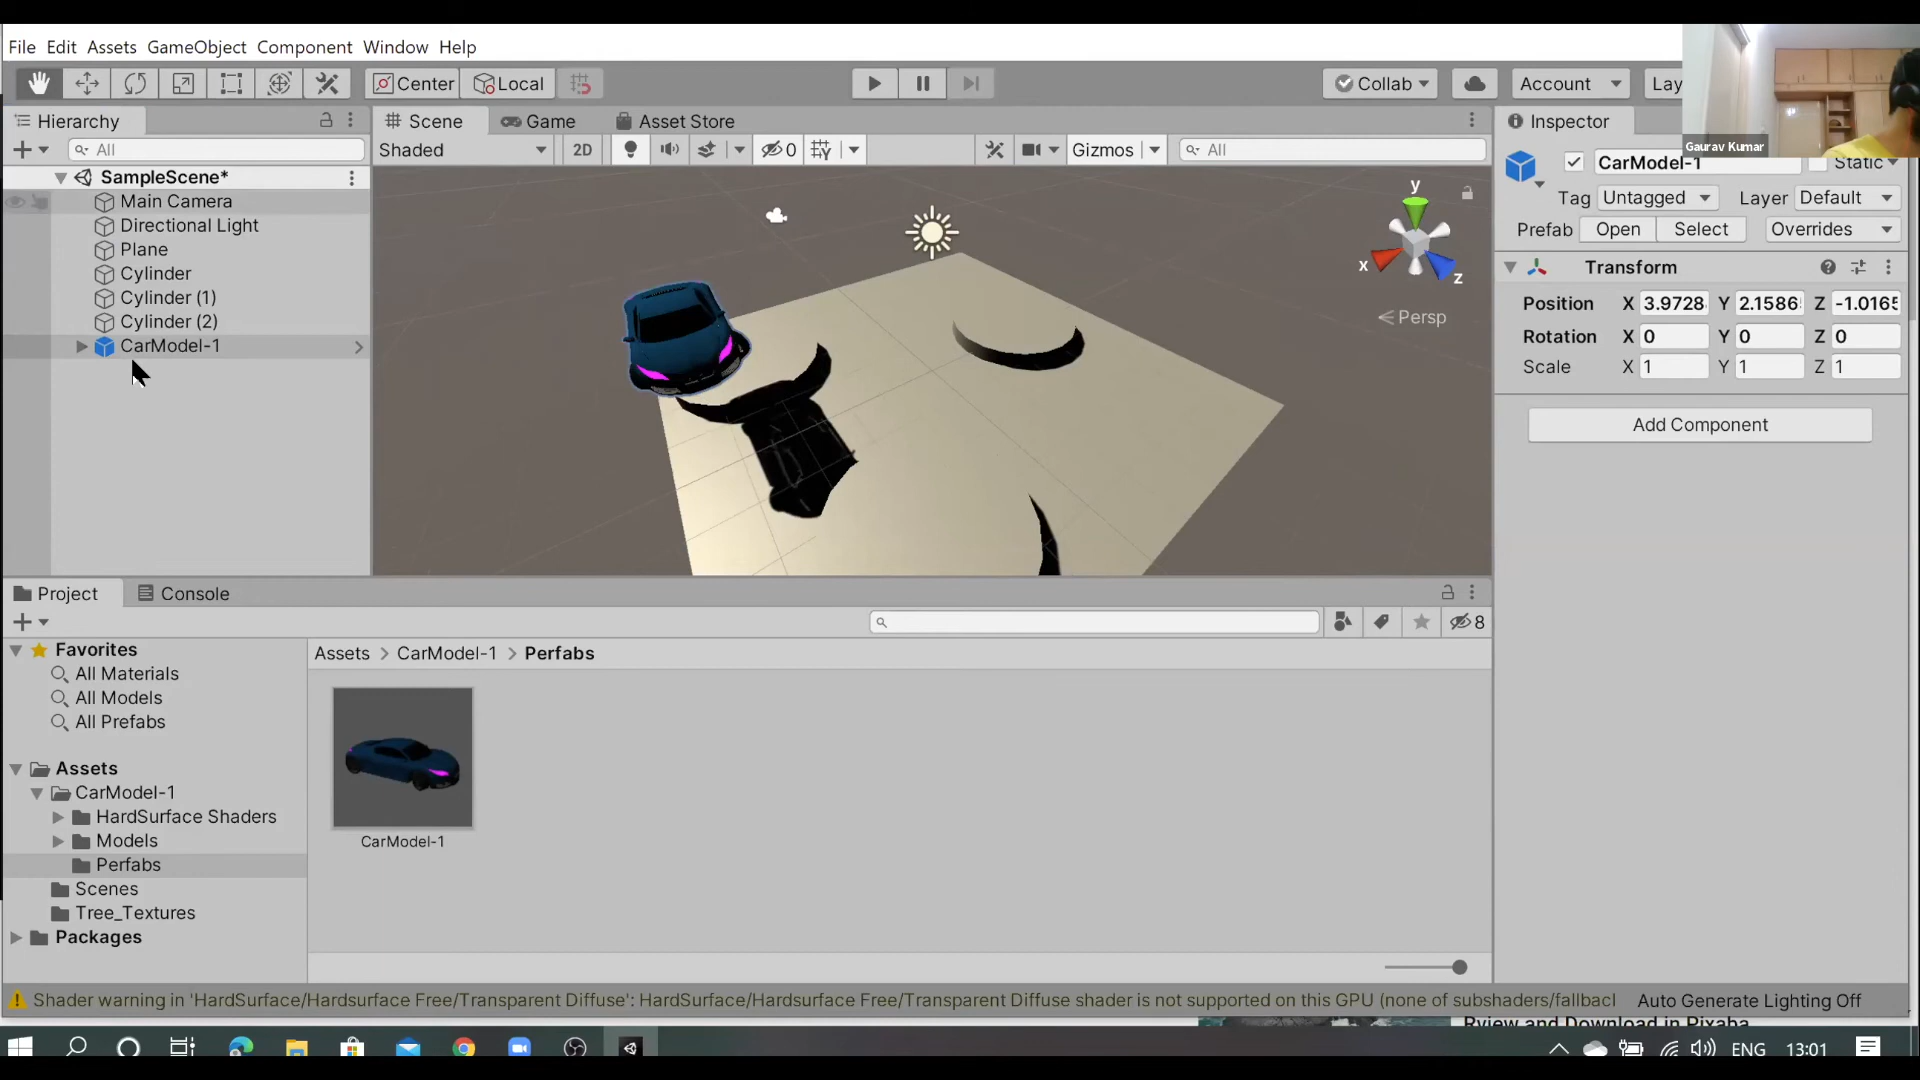 File Edit Assets GameObject Component Window Help
Center Local Collab Account Lay
Gaurav Kumar
Hierarchy
All
SampleScene*
Main Camera
Directional Light
Plane
Cylinder
Cylinder (1)
Cylinder (2)
CarModel-1
Scene Game Asset Store
Shaded 2D 0 Gizmos All
y
x
z
Persp
Inspector
CarModel-1 Static
Tag Untagged Layer Default
Prefab Open Select Overrides
Transform
Position X 3.9728 Y 2.1586 Z -1.0165
Rotation X 0 Y 0 Z 0
Scale X 1 Y 1 Z 1
Add Component
Project Console
8
Favorites
All Materials
All Models
All Prefabs
Assets
CarModel-1
HardSurface Shaders
Models
Perfabs
Scenes
Tree_Textures
Packages
Assets > CarModel-1 > Perfabs
CarModel-1
Shader warning in 'HardSurface/Hardsurface Free/Transparent Diffuse': HardSurface/Hardsurface Free/Transparent Diffuse shader is not supported on this GPU (none of subshaders/fallbacl
Auto Generate Lighting Off
Rview and Download in Pixaba
ENG 13:01